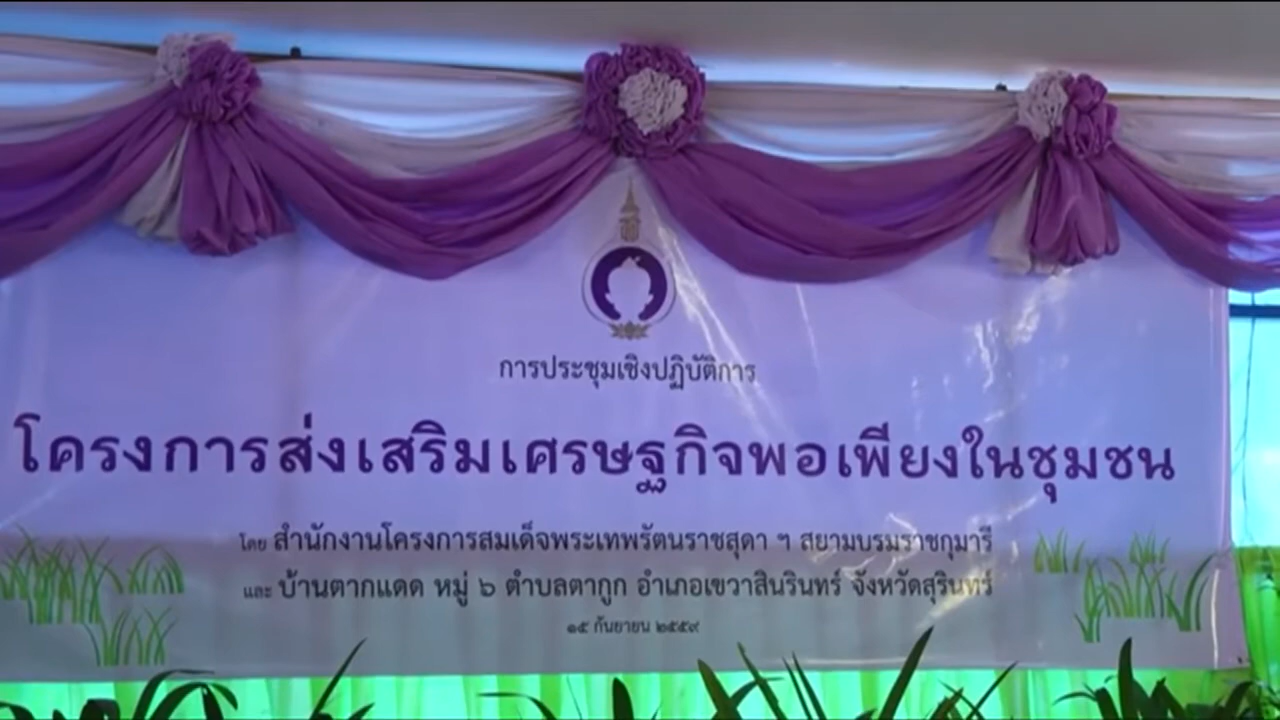 การประชุมเชิงปฏิบัติการ
โครงการส่งเสริมเศรษฐกิจพอเพียงในชุมชน
โดย สำนักงานโครงการสมเด็จพระเทพรัตนราชสุดา ฯ สยามบรมราชกุมารี
และ บ้านตากแดด หมู่ ๖ ตำบลตากูก อำเภอเขวาสินรินทร์ จังหวัดสุรินทร์
๑๕ กันยายน ๒๕๕๙